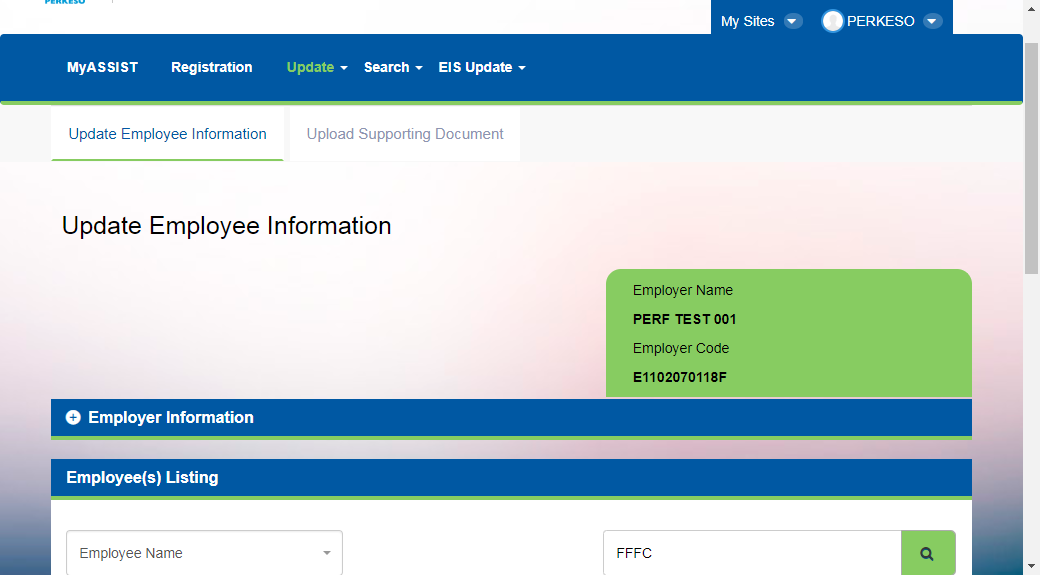 PERKESO
My Sites PERKESO
MyASSIST Registration Update Search EIS Update
Update Employee Information Upload Supporting Document
Update Employee Information
Employer Name
PERF TEST 001
Employer Code
E1102070118F
Employer Information
Employee(s) Listing
Employee Name FFFC